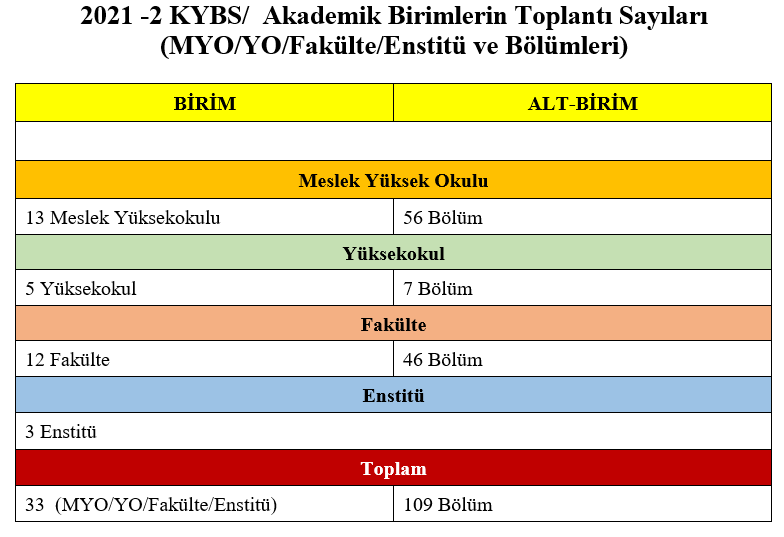 2021 -2 KYBS/  Akademik Birimlerin Toplantı Sayıları
(MYO/YO/Fakülte/Enstitü ve Bölümleri)
BİRİM
ALT-BİRİM
Meslek Yüksek Okulu
13 Meslek Yüksekokulu
56 Bölüm
Yüksekokul
5 Yüksekokul
7 Bölüm
Fakülte
12 Fakülte
46 Bölüm
Enstitü
3 Enstitü
Toplam
33  (MYO/YO/Fakülte/Enstitü)
109 Bölüm